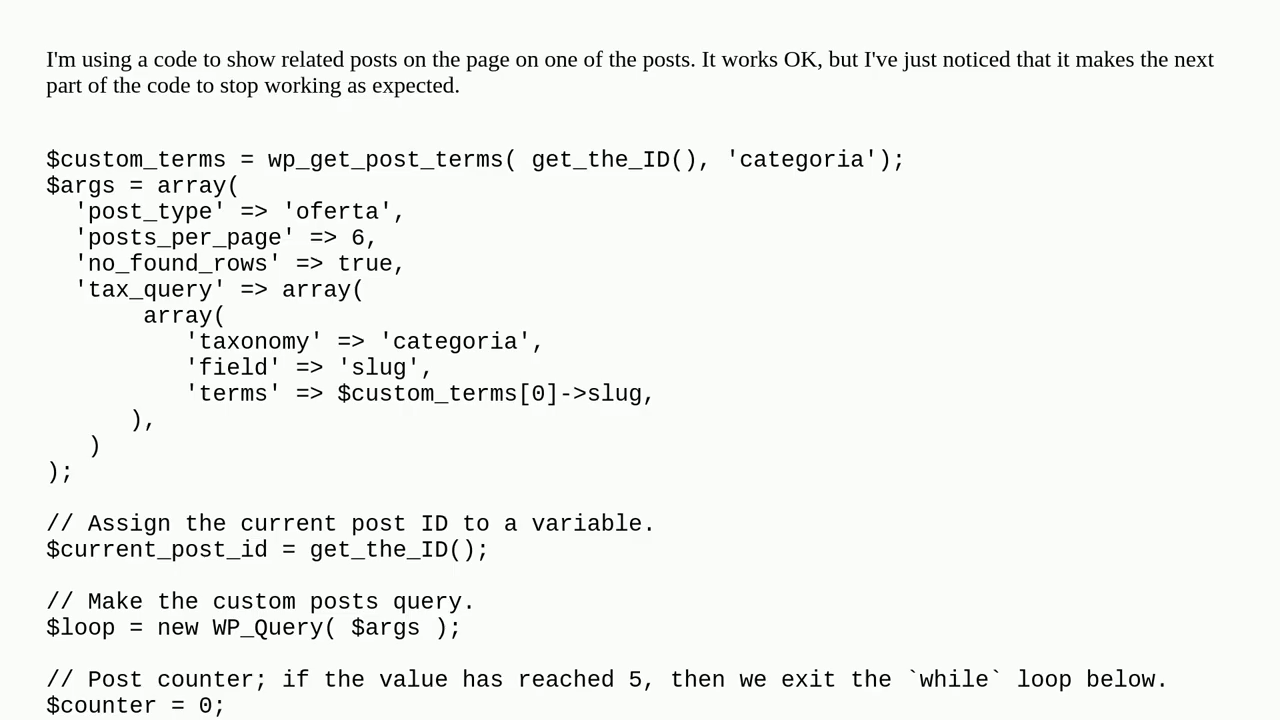 I'm using a code to show related posts on the page on one of the posts. It works OK, but I've just noticed that it makes the next
part of the code to stop working as expected.
$custom_terms = wp_get_post_terms( get_the_ID(), 'categoria');
$args = array(
  'post_type' => 'oferta',
  'posts_per_page' => 6,
  'no_found_rows' => true,
  'tax_query' => array(
       array(
          'taxonomy' => 'categoria',
          'field' => 'slug',
          'terms' => $custom_terms[0]->slug,
      ),
   )
);
// Assign the current post ID to a variable.
$current_post_id = get_the_ID();
// Make the custom posts query.
$loop = new WP_Query( $args );
// Post counter; if the value has reached 5, then we exit the `while` loop below.
$counter = 0;